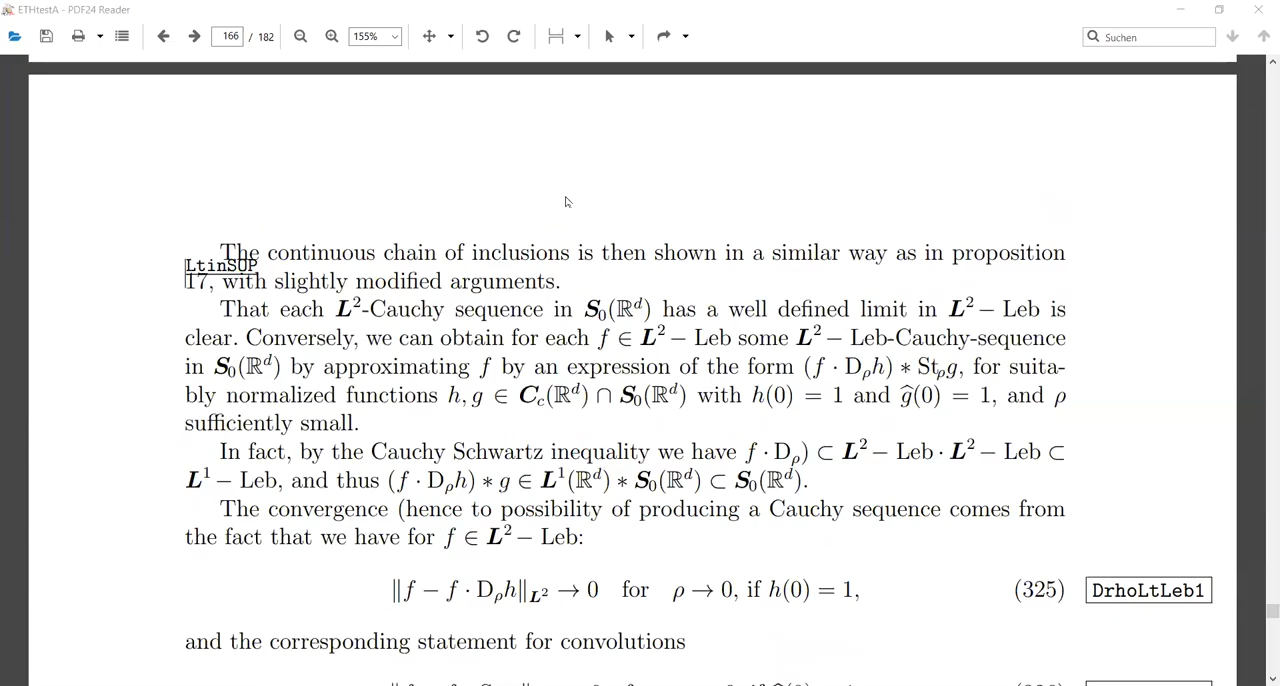 ETHtestA - PDF24 Reader
166 / 182
155%
Suchen
The continuous chain of inclusions is then shown in a similar way as in proposition
LtinSOP
17, with slightly modified arguments.
That each L²-Cauchy sequence in S₀(ℝᵈ) has a well defined limit in L² − Leb is
clear. Conversely, we can obtain for each f ∈ L² − Leb some L² − Leb-Cauchy-sequence
in S₀(ℝᵈ) by approximating f by an expression of the form (f · Dᵨh) ∗ Stᵨg, for suita-
bly normalized functions h, g ∈ C_c(ℝᵈ) ∩ S₀(ℝᵈ) with h(0) = 1 and ĝ(0) = 1, and ρ
sufficiently small.
In fact, by the Cauchy Schwartz inequality we have f · Dᵨ) ⊂ L² − Leb · L² − Leb ⊂
L¹ − Leb, and thus (f · Dᵨh) ∗ g ∈ L¹(ℝᵈ) ∗ S₀(ℝᵈ) ⊂ S₀(ℝᵈ).
The convergence (hence to possibility of producing a Cauchy sequence comes from
the fact that we have for f ∈ L² − Leb:
‖f − f · Dᵨh‖_L² → 0 for ρ → 0, if h(0) = 1, (325) DrhoLtLeb1
and the corresponding statement for convolutions